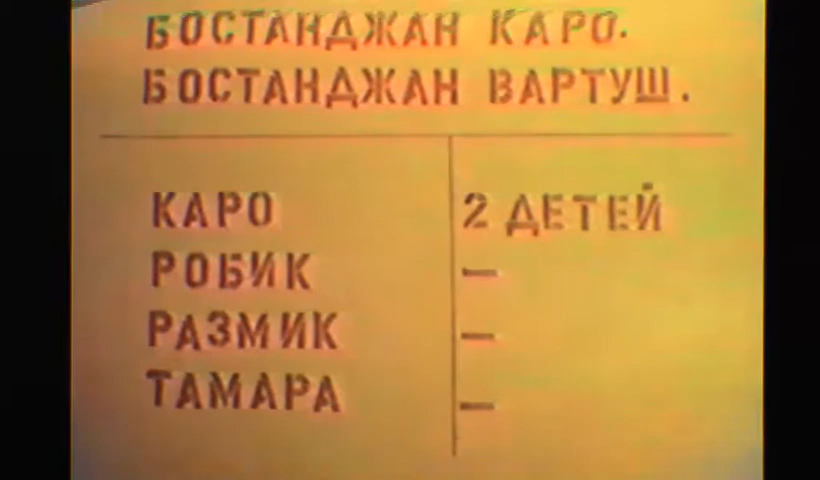 БОСТАНДЖАН КАРО.
БОСТАНДЖАН ВАРТУШ.
КАРО 2 ДЕТЕЙ
РОБИК —
РАЗМИК —
ТАМАРА —